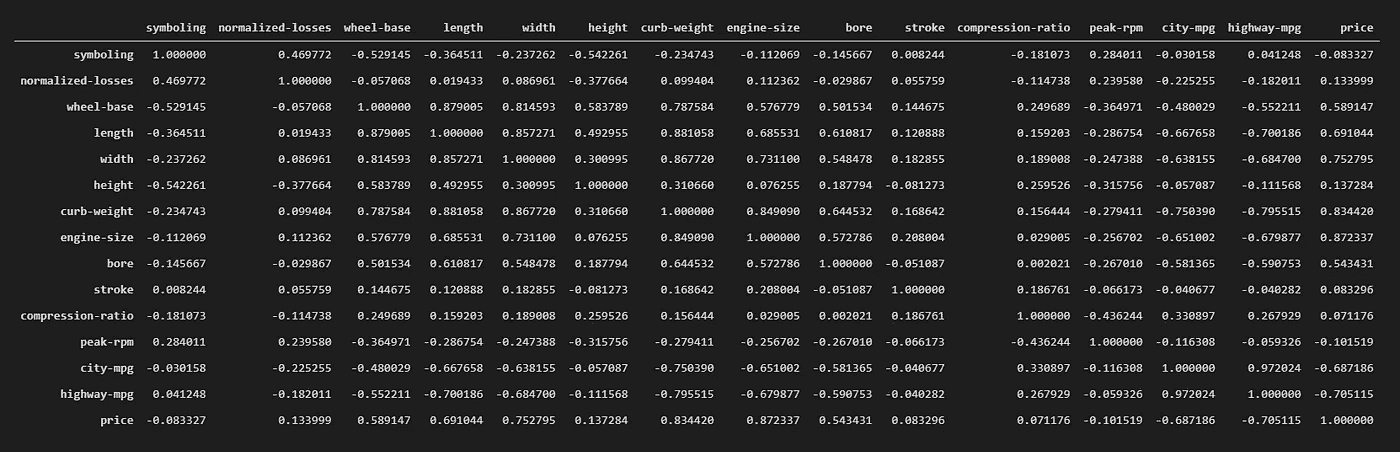 symboling normalized-losses wheel-base length width height curb-weight engine-size bore stroke compression-ratio peak-rpm city-mpg highway-mpg price
symboling 1.000000 0.469772 -0.529145 -0.364511 -0.237262 -0.542261 -0.234743 -0.112069 -0.145667 0.008244 -0.181073 0.284011 -0.030158 0.041248 -0.083327
normalized-losses 0.469772 1.000000 -0.057068 0.019433 0.086961 -0.377664 0.099404 0.112362 -0.029867 0.055759 -0.114738 0.239580 -0.225255 -0.182011 0.133999
wheel-base -0.529145 -0.057068 1.000000 0.879005 0.814593 0.583789 0.787584 0.576779 0.501534 0.144675 0.249689 -0.364971 -0.480029 -0.552211 0.589147
length -0.364511 0.019433 0.879005 1.000000 0.857271 0.492955 0.881058 0.685531 0.610817 0.120888 0.159203 -0.286754 -0.667658 -0.700186 0.691044
width -0.237262 0.086961 0.814593 0.857271 1.000000 0.300995 0.867720 0.731100 0.548478 0.182855 0.189008 -0.247388 -0.638155 -0.684700 0.752795
height -0.542261 -0.377664 0.583789 0.492955 0.300995 1.000000 0.310660 0.076255 0.187794 -0.081273 0.259526 -0.315756 -0.057087 -0.111568 0.137284
curb-weight -0.234743 0.099404 0.787584 0.881058 0.867720 0.310660 1.000000 0.849090 0.644532 0.168642 0.156444 -0.279411 -0.750390 -0.795515 0.834420
engine-size -0.112069 0.112362 0.576779 0.685531 0.731100 0.076255 0.849090 1.000000 0.572786 0.208004 0.029005 -0.256702 -0.651002 -0.679877 0.872337
bore -0.145667 -0.029867 0.501534 0.610817 0.548478 0.187794 0.644532 0.572786 1.000000 -0.051087 0.002021 -0.267010 -0.581365 -0.590753 0.543431
stroke 0.008244 0.055759 0.144675 0.120888 0.182855 -0.081273 0.168642 0.208004 -0.051087 1.000000 0.186761 -0.066173 -0.040677 -0.040282 0.083296
compression-ratio -0.181073 -0.114738 0.249689 0.159203 0.189008 0.259526 0.156444 0.029005 0.002021 0.186761 1.000000 -0.436244 0.330897 0.267929 0.071176
peak-rpm 0.284011 0.239580 -0.364971 -0.286754 -0.247388 -0.315756 -0.279411 -0.256702 -0.267010 -0.066173 -0.436244 1.000000 -0.116308 -0.059326 -0.101519
city-mpg -0.030158 -0.225255 -0.480029 -0.667658 -0.638155 -0.057087 -0.750390 -0.651002 -0.581365 -0.040677 0.330897 -0.116308 1.000000 0.972024 -0.687186
highway-mpg 0.041248 -0.182011 -0.552211 -0.700186 -0.684700 -0.111568 -0.795515 -0.679877 -0.590753 -0.040282 0.267929 -0.059326 0.972024 1.000000 -0.705115
price -0.083327 0.133999 0.589147 0.691044 0.752795 0.137284 0.834420 0.872337 0.543431 0.083296 0.071176 -0.101519 -0.687186 -0.705115 1.000000